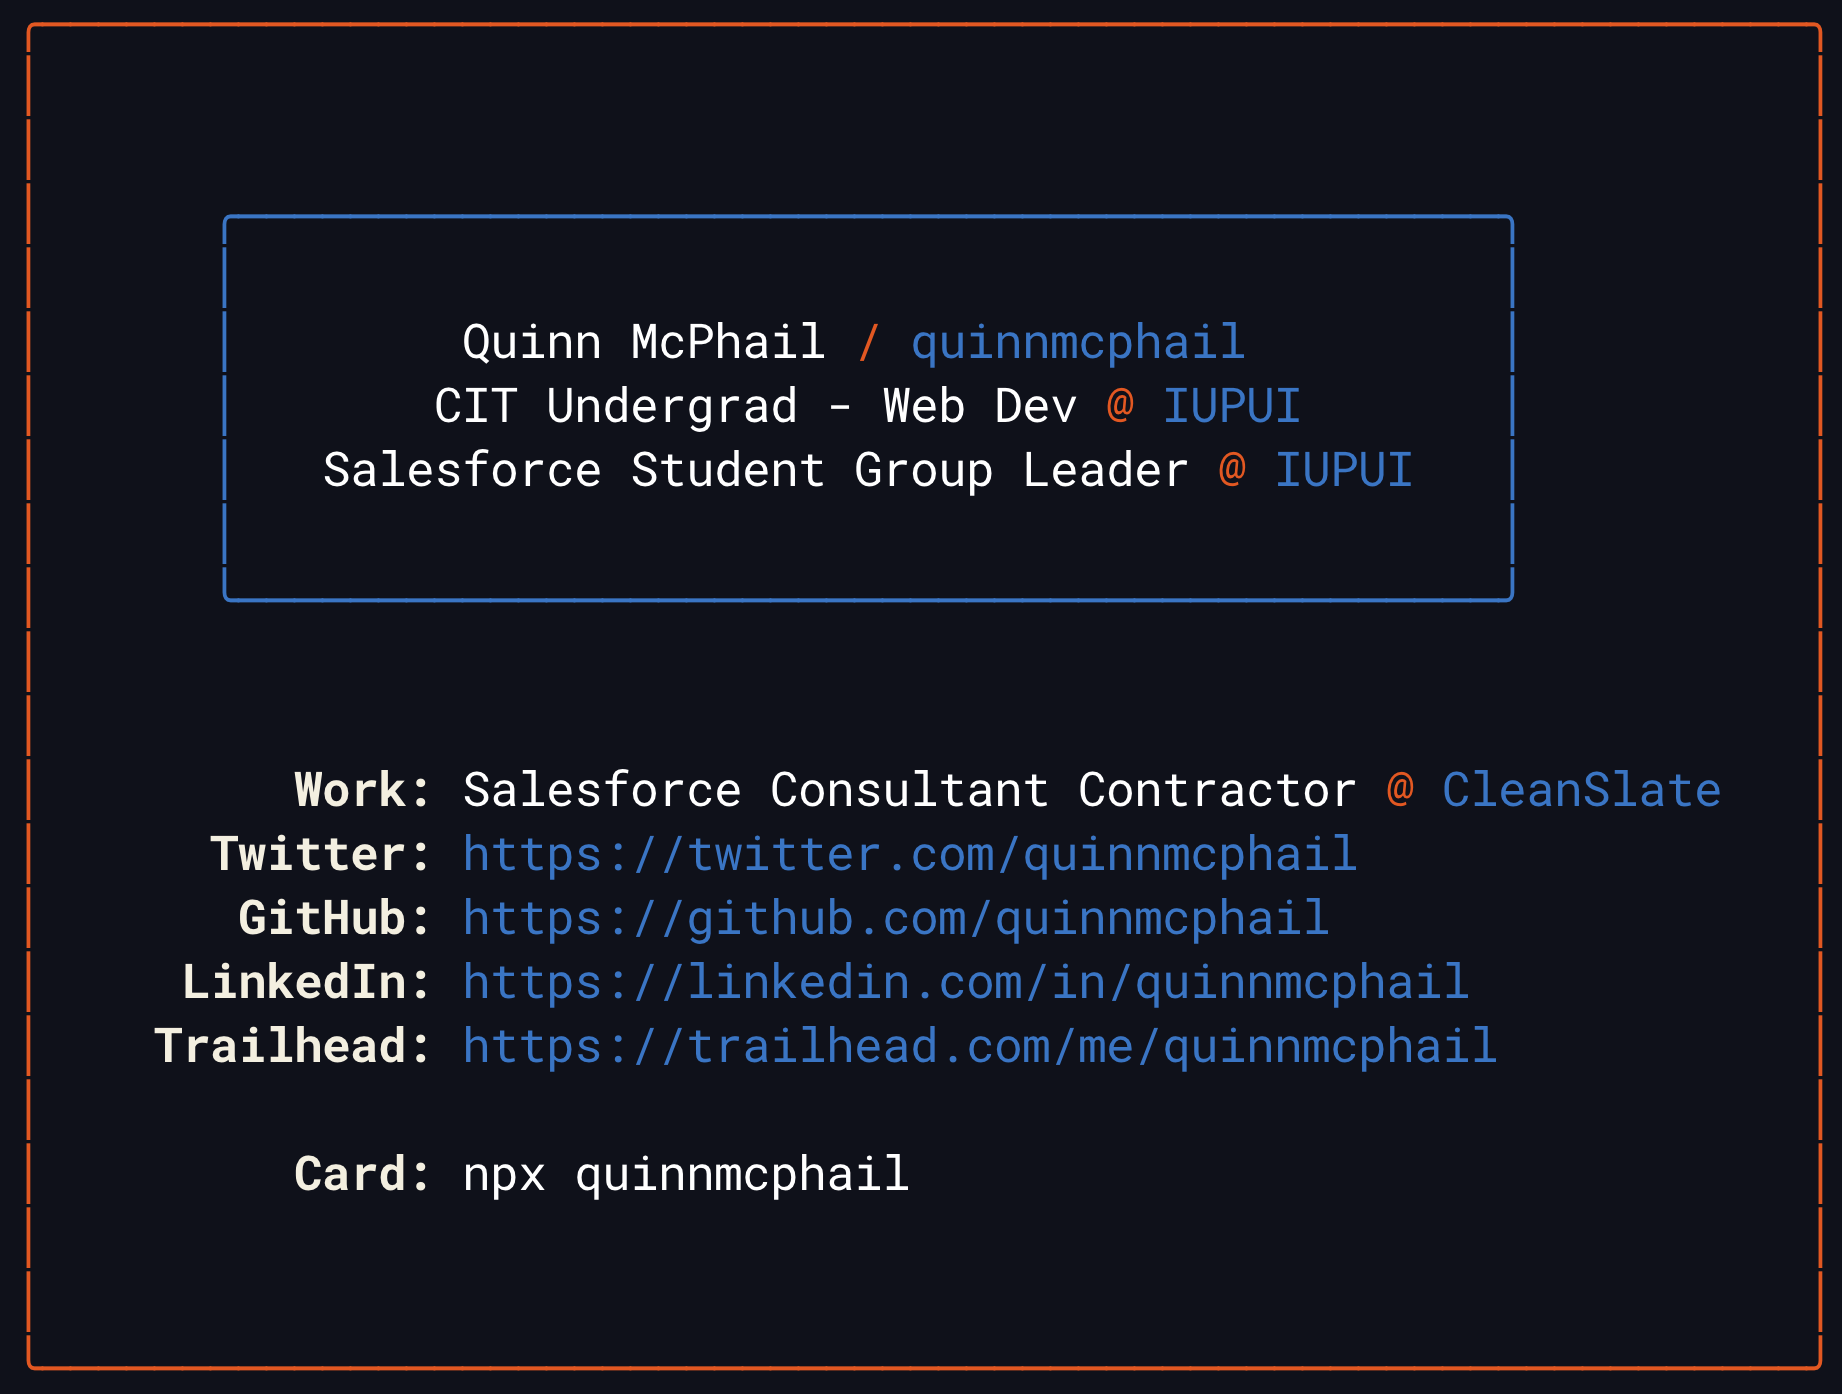 Quinn McPhail / quinnmcphail
CIT Undergrad - Web Dev @ IUPUI
Salesforce Student Group Leader @ IUPUI
Work: Salesforce Consultant Contractor @ CleanSlate
Twitter: https://twitter.com/quinnmcphail
GitHub: https://github.com/quinnmcphail
LinkedIn: https://linkedin.com/in/quinnmcphail
Trailhead: https://trailhead.com/me/quinnmcphail
Card: npx quinnmcphail